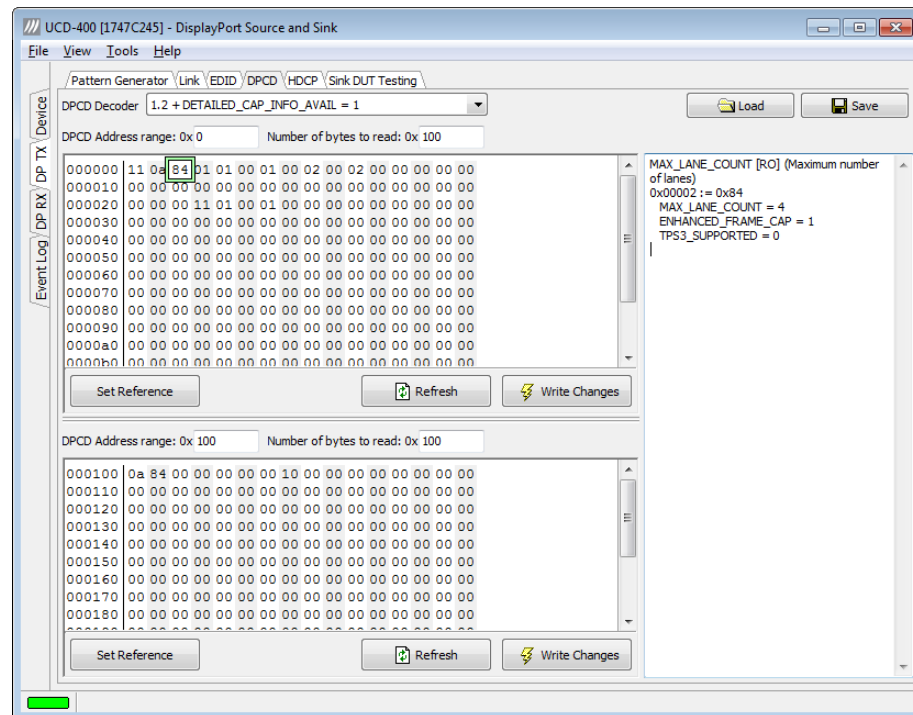 UCD-400 [1747C245] - DisplayPort Source and Sink
File View Tools Help
Device
DP TX
DP RX
Event Log
Pattern Generator Link EDID DPCD HDCP Sink DUT Testing
DPCD Decoder 1.2 + DETAILED_CAP_INFO_AVAIL = 1 Load Save
DPCD Address range: 0x 0 Number of bytes to read: 0x 100
000000 11 0a 84 01 01 00 01 00 02 00 02 00 00 00 00 00
000010 00 00 00 00 00 00 00 00 00 00 00 00 00 00 00 00
000020 00 00 00 11 01 00 01 00 00 00 00 00 00 00 00 00
000030 00 00 00 00 00 00 00 00 00 00 00 00 00 00 00 00
000040 00 00 00 00 00 00 00 00 00 00 00 00 00 00 00 00
000050 00 00 00 00 00 00 00 00 00 00 00 00 00 00 00 00
000060 00 00 00 00 00 00 00 00 00 00 00 00 00 00 00 00
000070 00 00 00 00 00 00 00 00 00 00 00 00 00 00 00 00
000080 00 00 00 00 00 00 00 00 00 00 00 00 00 00 00 00
000090 00 00 00 00 00 00 00 00 00 00 00 00 00 00 00 00
0000a0 00 00 00 00 00 00 00 00 00 00 00 00 00 00 00 00
0000b0 00 00 00 00 00 00 00 00 00 00 00 00 00 00 00 00
Set Reference Refresh Write Changes
MAX_LANE_COUNT [RO] (Maximum number
of lanes)
0x00002 := 0x84
MAX_LANE_COUNT = 4
ENHANCED_FRAME_CAP = 1
TPS3_SUPPORTED = 0
DPCD Address range: 0x 100 Number of bytes to read: 0x 100
000100 0a 84 00 00 00 00 00 10 00 00 00 00 00 00 00 00
000110 00 00 00 00 00 00 00 00 00 00 00 00 00 00 00 00
000120 00 00 00 00 00 00 00 00 00 00 00 00 00 00 00 00
000130 00 00 00 00 00 00 00 00 00 00 00 00 00 00 00 00
000140 00 00 00 00 00 00 00 00 00 00 00 00 00 00 00 00
000150 00 00 00 00 00 00 00 00 00 00 00 00 00 00 00 00
000160 00 00 00 00 00 00 00 00 00 00 00 00 00 00 00 00
000170 00 00 00 00 00 00 00 00 00 00 00 00 00 00 00 00
000180 00 00 00 00 00 00 00 00 00 00 00 00 00 00 00 00
Set Reference Refresh Write Changes